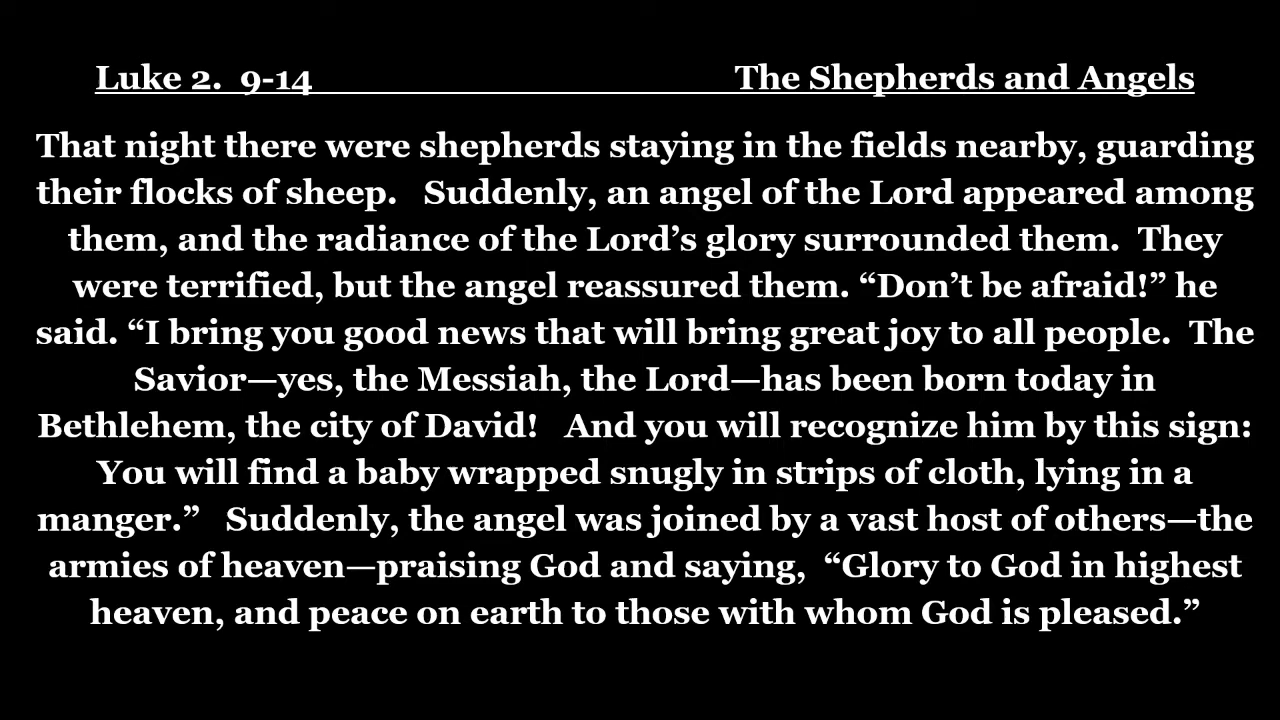 Luke 2. 9-14 The Shepherds and Angels
That night there were shepherds staying in the fields nearby, guarding
their flocks of sheep. Suddenly, an angel of the Lord appeared among
them, and the radiance of the Lord’s glory surrounded them. They
were terrified, but the angel reassured them. “Don’t be afraid!” he
said. “I bring you good news that will bring great joy to all people. The
Savior—yes, the Messiah, the Lord—has been born today in
Bethlehem, the city of David! And you will recognize him by this sign:
You will find a baby wrapped snugly in strips of cloth, lying in a
manger.” Suddenly, the angel was joined by a vast host of others—the
armies of heaven—praising God and saying, “Glory to God in highest
heaven, and peace on earth to those with whom God is pleased.”